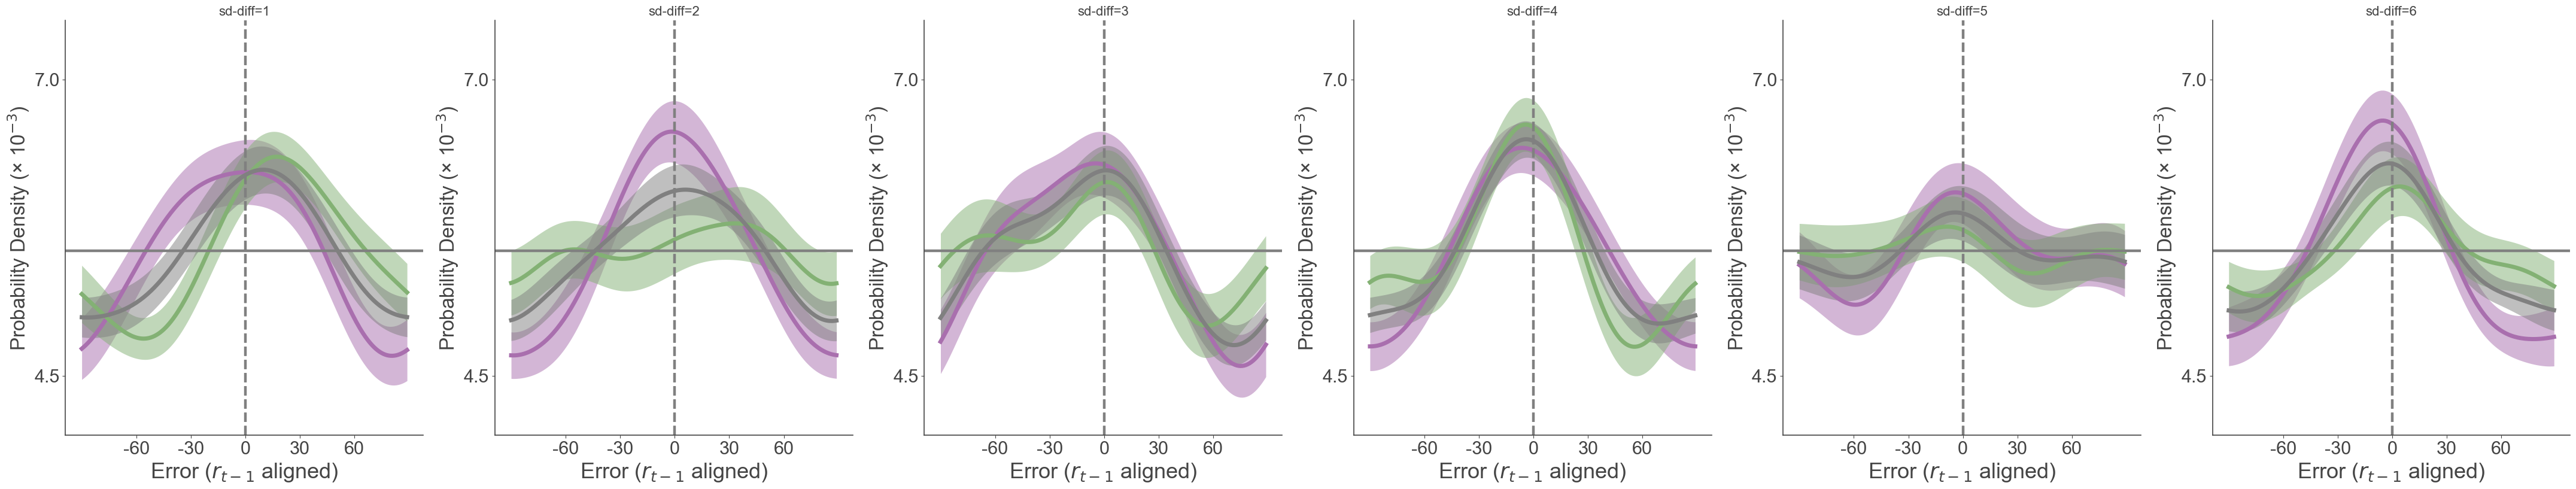 sd-diff=1
Probability Density (× 10⁻³)
7.0
4.5
-60 -30 0 30 60
Error (rₜ₋₁ aligned)
sd-diff=2
Probability Density (× 10⁻³)
7.0
4.5
-60 -30 0 30 60
Error (rₜ₋₁ aligned)
sd-diff=3
Probability Density (× 10⁻³)
7.0
4.5
-60 -30 0 30 60
Error (rₜ₋₁ aligned)
sd-diff=4
Probability Density (× 10⁻³)
7.0
4.5
-60 -30 0 30 60
Error (rₜ₋₁ aligned)
sd-diff=5
Probability Density (× 10⁻³)
7.0
4.5
-60 -30 0 30 60
Error (rₜ₋₁ aligned)
sd-diff=6
Probability Density (× 10⁻³)
7.0
4.5
-60 -30 0 30 60
Error (rₜ₋₁ aligned)